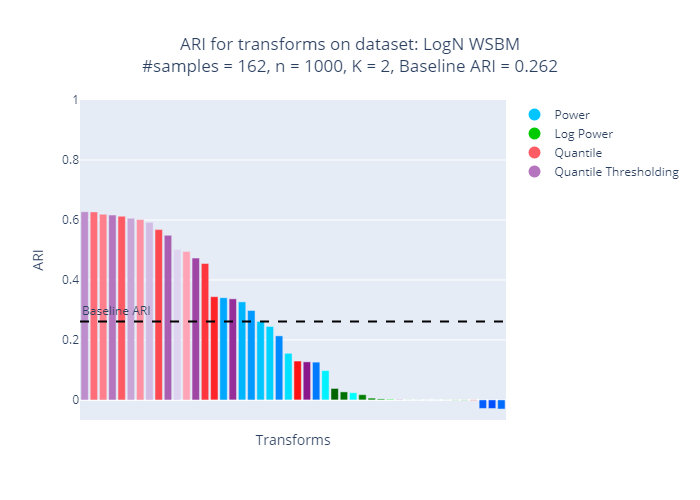 ARI for transforms on dataset: LogN WSBM
#samples = 162, n = 1000, K = 2, Baseline ARI = 0.262
1
0.8
0.6
0.4
0.2
0
ARI
Baseline ARI
Transforms
Power
Log Power
Quantile
Quantile Thresholding